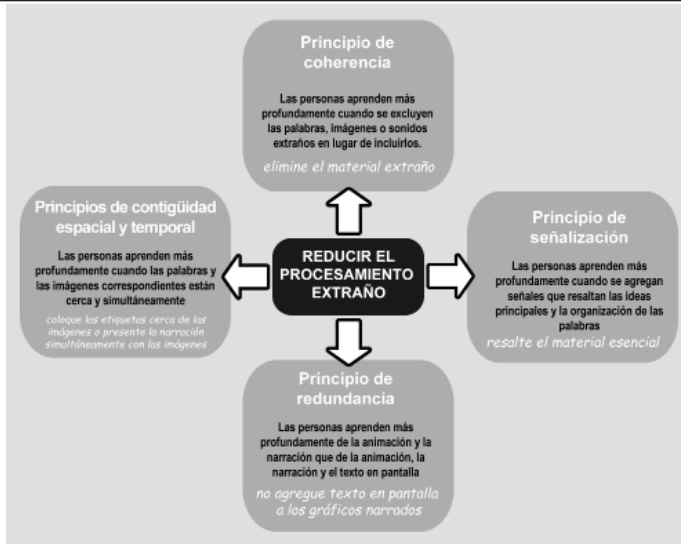 Principio de
coherencia
Las personas aprenden más
profundamente cuando se excluyen
las palabras, imágenes o sonidos
extraños en lugar de incluirlos.
elimine el material extraño
Principios de contigüidad
espacial y temporal
Las personas aprenden más
profundamente cuando las palabras y
las imágenes correspondientes están
cerca y simultáneamente
coloque las etiquetas cerca de las
imágenes o presente la narración
simultáneamente con las imágenes
REDUCIR EL
PROCESAMIENTO
EXTRAÑO
Principio de
señalización
Las personas aprenden más
profundamente cuando se agregan
señales que resaltan las ideas
principales y la organización de las
palabras
resalte el material esencial
Principio de
redundancia
Las personas aprenden más
profundamente de la animación y la
narración que de la animación, la
narración y el texto en pantalla
no agregue texto en pantalla
a los gráficos narrados